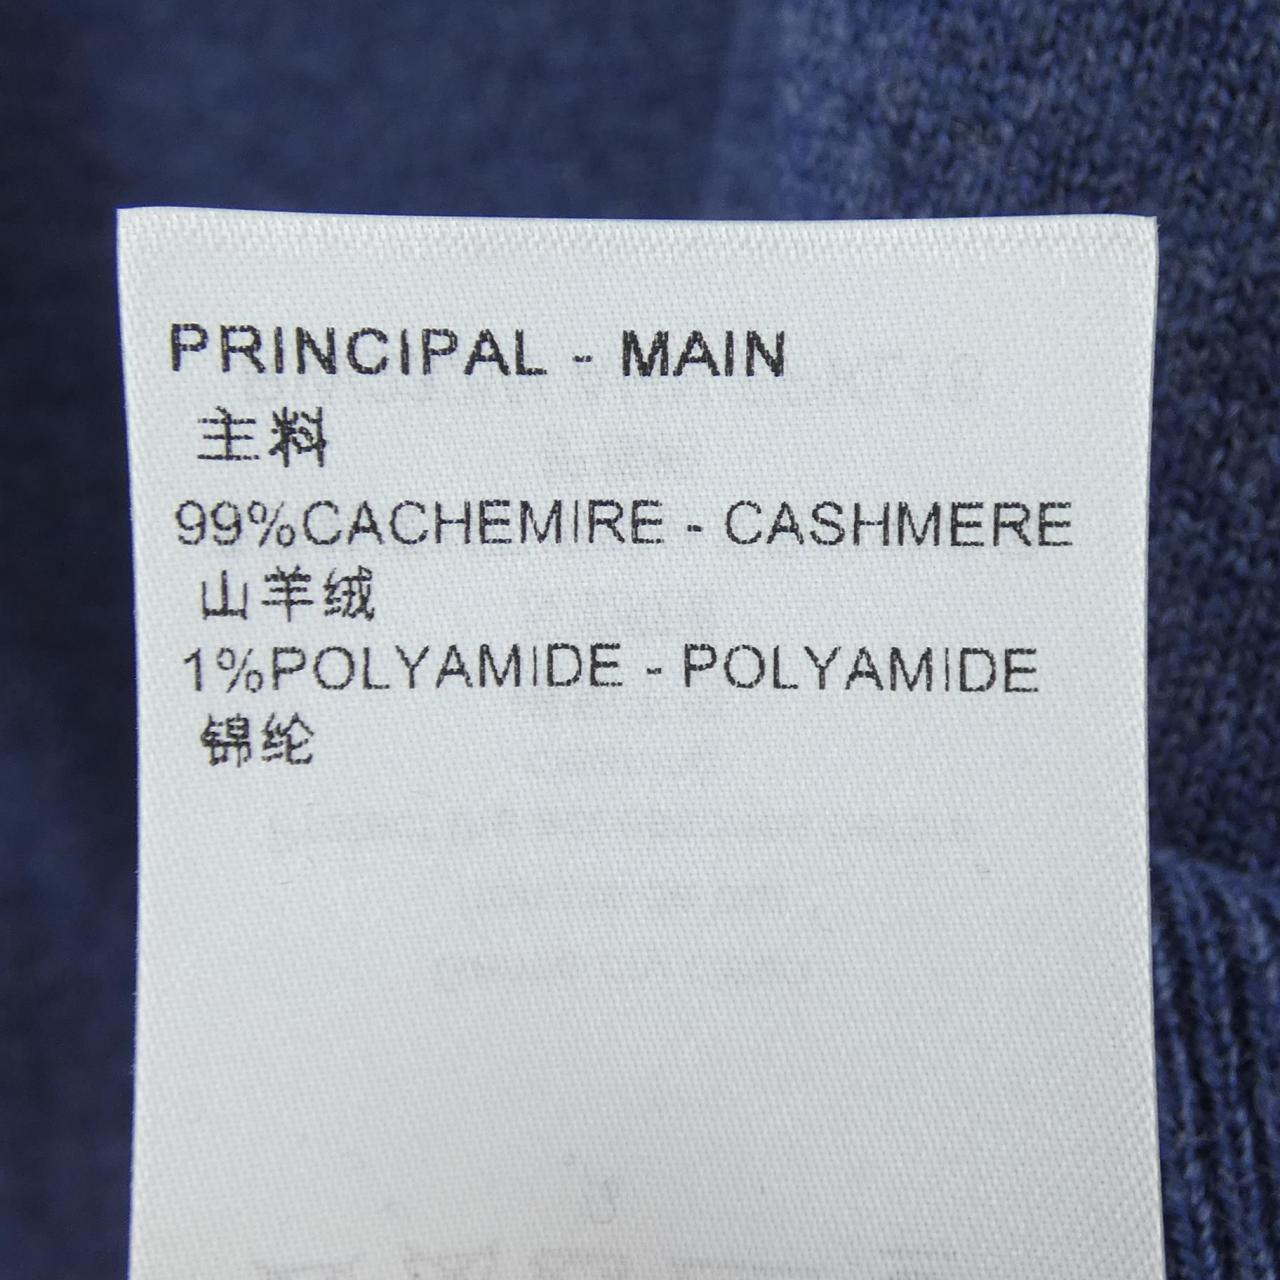 PRINCIPAL - MAIN
主料
99%CACHEMIRE - CASHMERE
山羊绒
1%POLYAMIDE - POLYAMIDE
锦纶